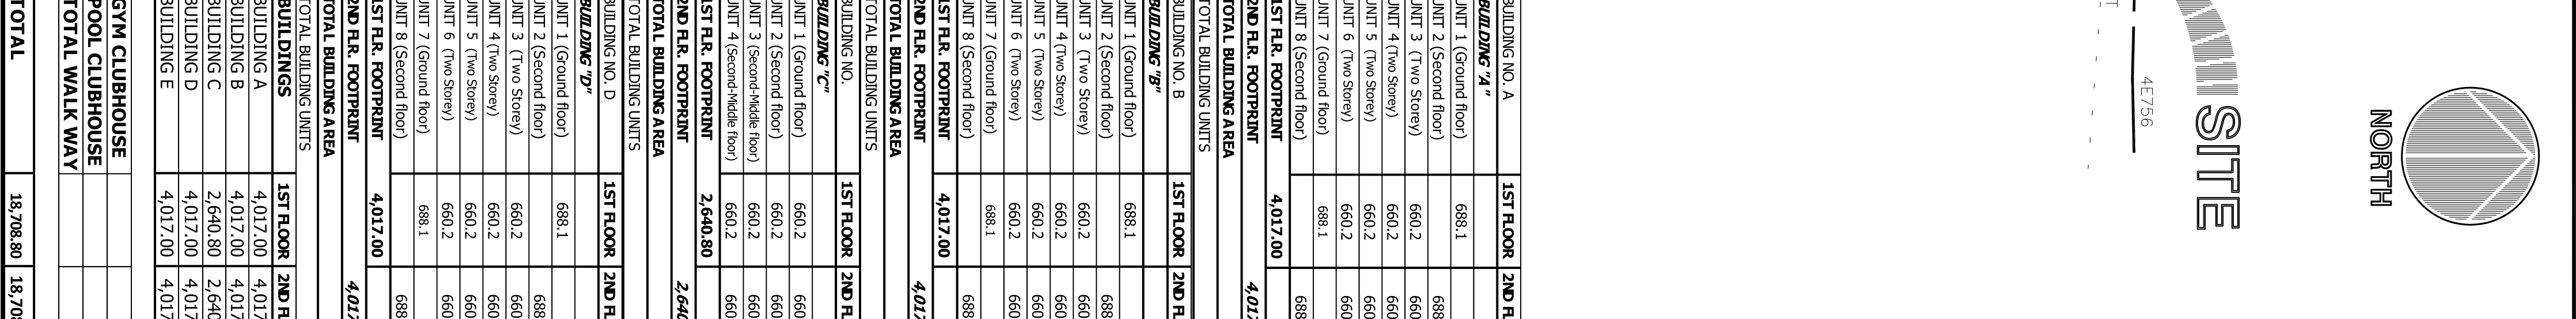 NORTH
SITE
4E756
T
BUILDING NO. A 1ST FLOOR 2ND FL
BUILDING "A"
UNIT 1 (Ground floor) 688.1
UNIT 2 (Second floor) 688
UNIT 3 (Two Storey) 660.2 660
UNIT 4 (Two Storey) 660.2 660
UNIT 5 (Two Storey) 660.2 660
UNIT 6 (Two Storey) 660.2 660
UNIT 7 (Ground floor) 688.1
UNIT 8 (Second floor) 688
1ST FLR. FOOTPRINT 4,017.00
2ND FLR. FOOTPRINT 4,017
TOTAL BUILDING AREA
TOTAL BUILDING UNITS
BUILDING NO. B 1ST FLOOR 2ND FL
BUILDING "B"
UNIT 1 (Ground floor) 688.1
UNIT 2 (Second floor) 688
UNIT 3 (Two Storey) 660.2 660
UNIT 4 (Two Storey) 660.2 660
UNIT 5 (Two Storey) 660.2 660
UNIT 6 (Two Storey) 660.2 660
UNIT 7 (Ground floor) 688.1
UNIT 8 (Second floor) 688
1ST FLR. FOOTPRINT 4,017.00
2ND FLR. FOOTPRINT 4,017
TOTAL BUILDING AREA
TOTAL BUILDING UNITS
BUILDING NO. 1ST FLOOR 2ND FL
BUILDING "C"
UNIT 1 (Ground floor) 660.2 660
UNIT 2 (Second floor) 660.2 660
UNIT 3 (Second-Middle floor) 660.2 660
UNIT 4 (Second-Middle floor) 660.2 660
1ST FLR. FOOTPRINT 2,640.80
2ND FLR. FOOTPRINT 2,640
TOTAL BUILDING AREA
TOTAL BUILDING UNITS
BUILDING NO. D 1ST FLOOR 2ND FL
BUILDING "D"
UNIT 1 (Ground floor) 688.1
UNIT 2 (Second floor) 688
UNIT 3 (Two Storey) 660.2 660
UNIT 4 (Two Storey) 660.2 660
UNIT 5 (Two Storey) 660.2 660
UNIT 6 (Two Storey) 660.2 660
UNIT 7 (Ground floor) 688.1
UNIT 8 (Second floor) 688
1ST FLR. FOOTPRINT 4,017.00
2ND FLR. FOOTPRINT 4,017
TOTAL BUILDING AREA
TOTAL BUILDING UNITS
BUILDINGS 1ST FLOOR 2ND FL
BUILDING A 4,017.00 4,017
BUILDING B 4,017.00 4,017
BUILDING C 2,640.80 2,640
BUILDING D 4,017.00 4,017
BUILDING E 4,017.00 4,017
GYM CLUBHOUSE
POOL CLUBHOUSE
TOTAL WALK WAY
TOTAL 18,708.80 18,708